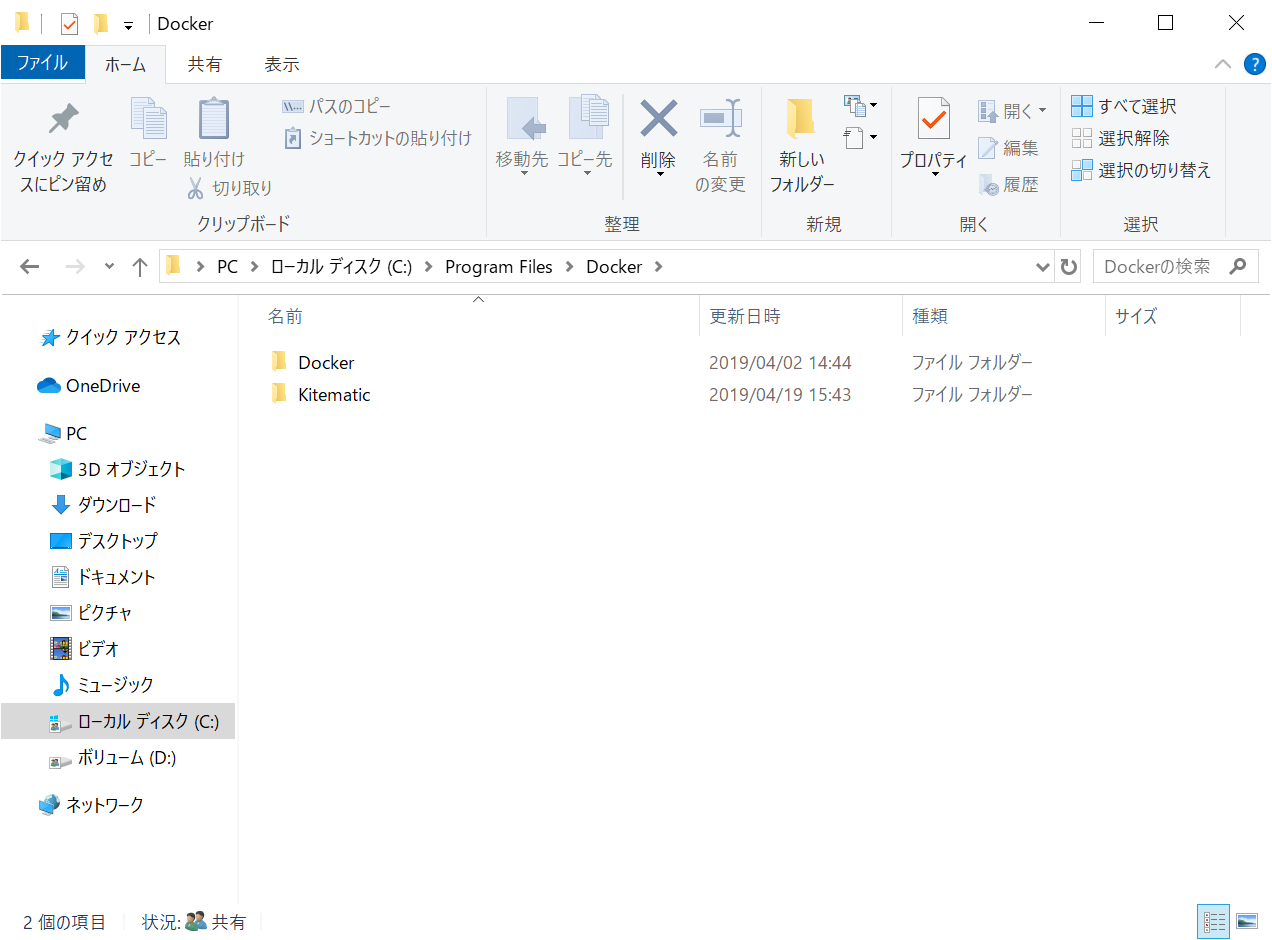 Docker
ファイル
ホーム
共有
表示
?
クイック アクセ
スにピン留め
コピー
貼り付け
切り取り
W... パスのコピー
ショートカットの貼り付け
クリップボード
移動先
コピー先
削除
名前
の変更
整理
新しい
フォルダー
新規
プロパティ
開く
編集
履歴
開く
すべて選択
選択解除
選択の切り替え
選択
PC
ローカル ディスク (C:)
Program Files
Docker
Dockerの検索
名前
更新日時
種類
サイズ
Docker 2019/04/02 14:44 ファイル フォルダー
Kitematic 2019/04/19 15:43 ファイル フォルダー
クイック アクセス
OneDrive
PC
3D オブジェクト
ダウンロード
デスクトップ
ドキュメント
ピクチャ
ビデオ
ミュージック
ローカル ディスク (C:)
ボリューム (D:)
ネットワーク
2 個の項目
状況: 共有